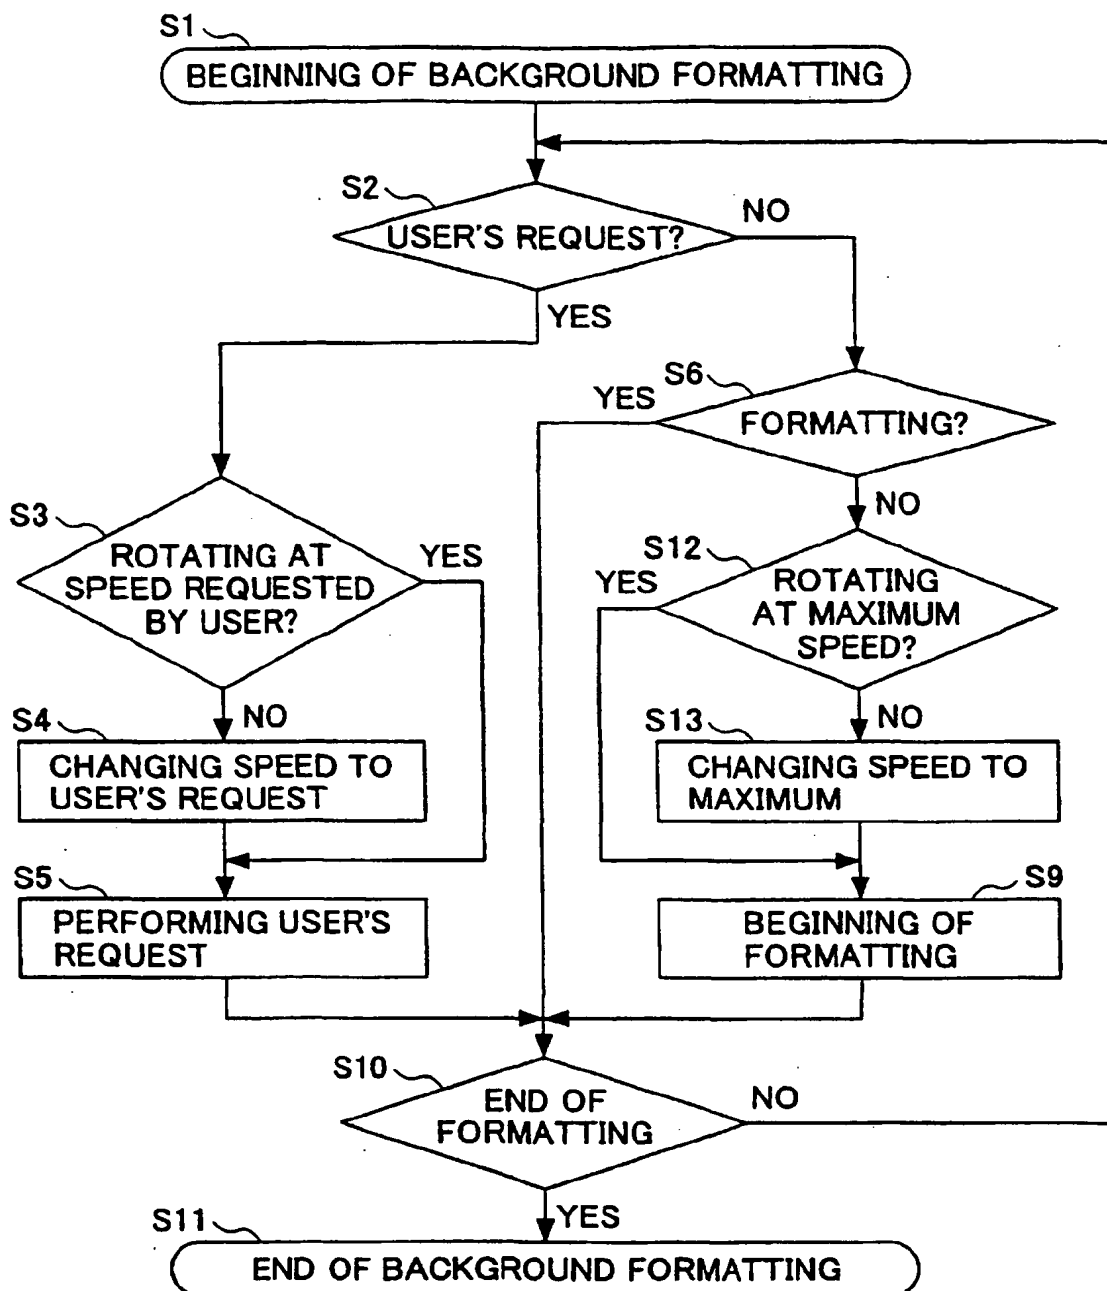 S1
BEGINNING OF BACKGROUND FORMATTING
S2
USER'S REQUEST?
NO
YES
S6
YES
FORMATTING?
NO
S3
ROTATING AT
SPEED REQUESTED
BY USER?
YES
S12
YES
ROTATING
AT MAXIMUM
SPEED?
NO
S4
CHANGING SPEED TO
USER'S REQUEST
NO
S13
CHANGING SPEED TO
MAXIMUM
S5
PERFORMING USER'S
REQUEST
S9
BEGINNING OF
FORMATTING
S10
END OF
FORMATTING
NO
YES
S11
END OF BACKGROUND FORMATTING